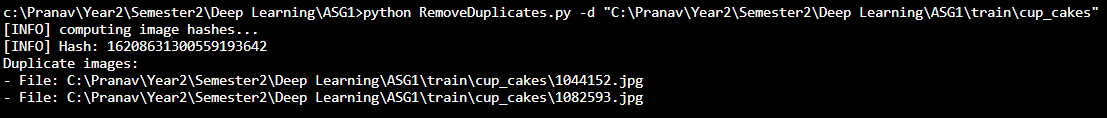 c:\Pranav\Year2\Semester2\Deep Learning\ASG1>python RemoveDuplicates.py -d "C:\Pranav\Year2\Semester2\Deep Learning\ASG1\train\cup_cakes"
[INFO] computing image hashes...
[INFO] Hash: 16208631300559193642
Duplicate images:
- File: C:\Pranav\Year2\Semester2\Deep Learning\ASG1\train\cup_cakes\1044152.jpg
- File: C:\Pranav\Year2\Semester2\Deep Learning\ASG1\train\cup_cakes\1082593.jpg